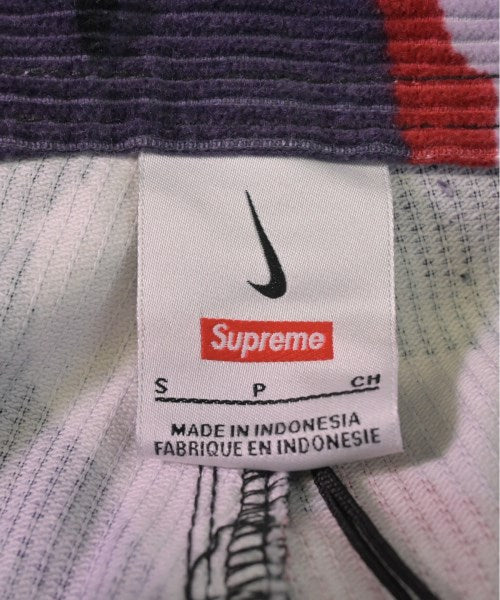 Supreme
S P CH
MADE IN INDONESIA
FABRIQUE EN INDONESIE